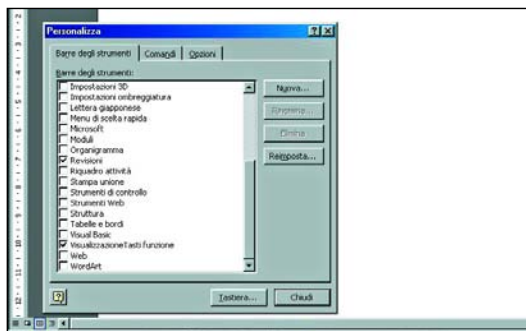 Personalizza
Barre degli strumenti
Comandi
Opzioni
Barre degli strumenti:
Impostazioni 3D
Impostazioni ombreggiatura
Lettera giapponese
Menu di scelta rapida
Microsoft
Moduli
Organigramma
Revisioni
Riquadro attività
Stampa unione
Strumenti di controllo
Strumenti Web
Struttura
Tabelle e bordi
Visual Basic
VisualizzazioneTasti funzione
Web
WordArt
Nuova...
Rinomina...
Elimina
Reimposta...
Tastiera...
Chiudi